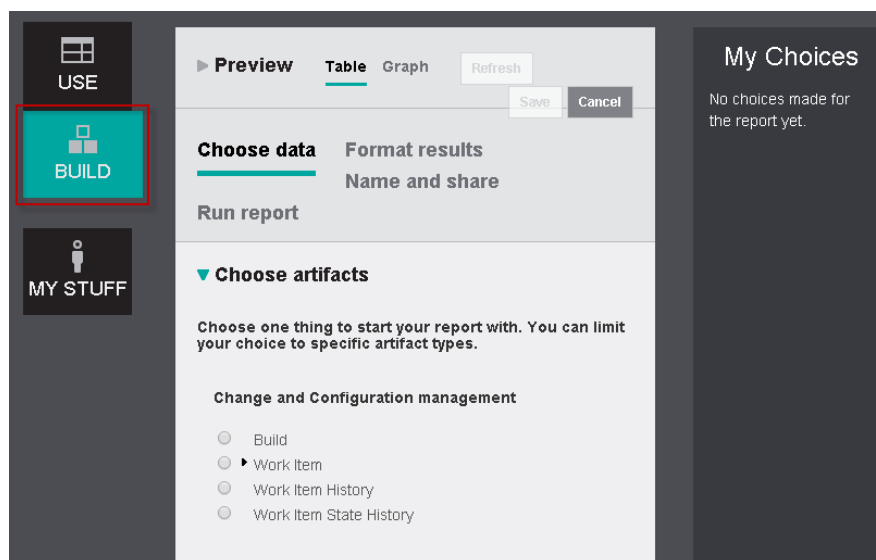 USE
BUILD
MY STUFF
Preview Table Graph Refresh
Save Cancel
Choose data Format results
Name and share
Run report
Choose artifacts
Choose one thing to start your report with. You can limit
your choice to specific artifact types.
Change and Configuration management
Build
Work Item
Work Item History
Work Item State History
My Choices
No choices made for
the report yet.